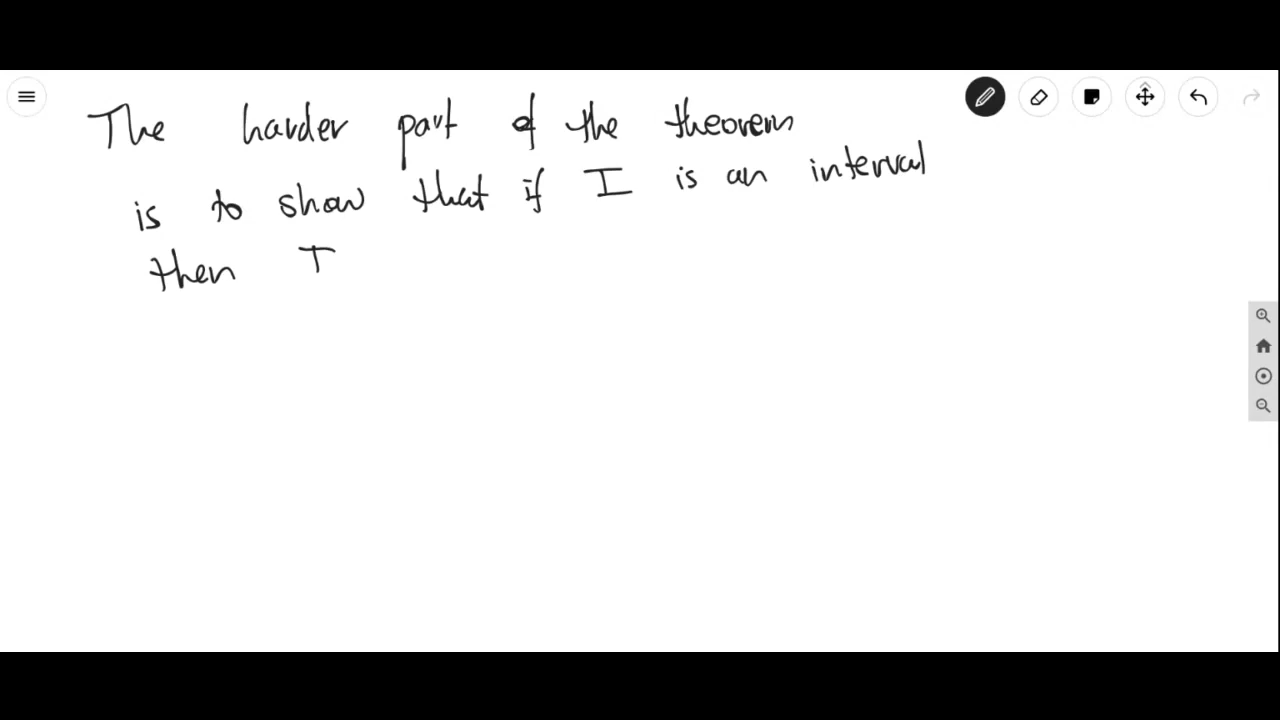 The harder part of the theorem
is to show that if I is an interval
then T